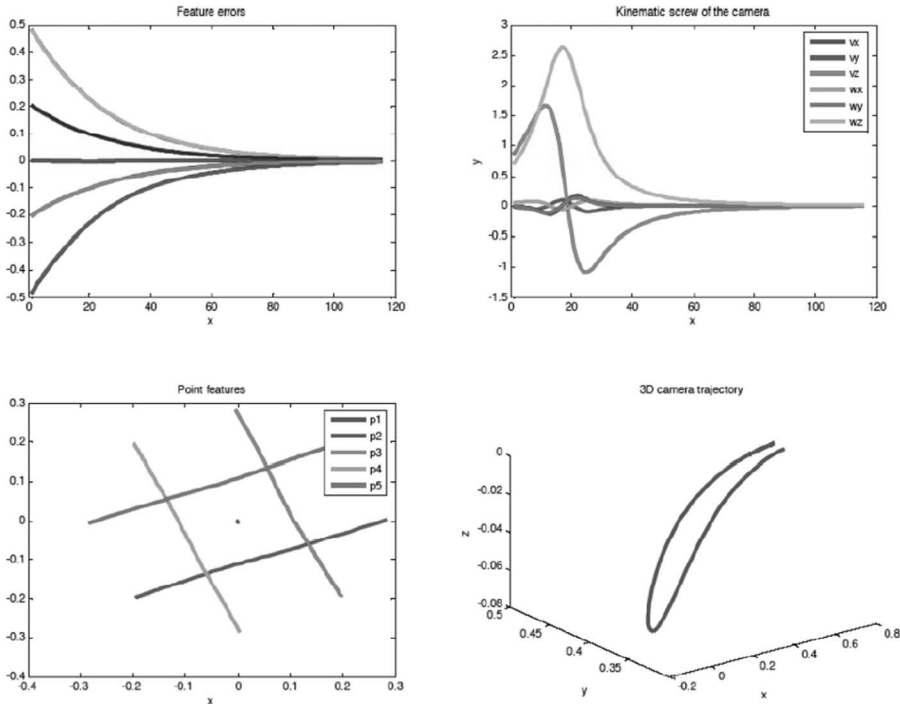 Feature errors
0.5
0.4
0.3
0.2
0.1
0
-0.1
-0.2
-0.3
-0.4
-0.5
0 20 40 60 80 100 120
x
Kinematic screw of the camera
3
2.5
2
1.5
1
0.5
0
-0.5
-1
-1.5
y
0 20 40 60 80 100 120
x
vx
vy
vz
wx
wy
wz
Point features
0.3
0.2
0.1
0
-0.1
-0.2
-0.3
-0.4
-0.4 -0.3 -0.2 -0.1 0 0.1 0.2 0.3
x
p1
p2
p3
p4
p5
3D camera trajectory
0
-0.02
-0.04
-0.06
-0.08
z
0.5
0.45
0.4
0.35
y
-0.2 0 0.2 0.4 0.6 0.8
x